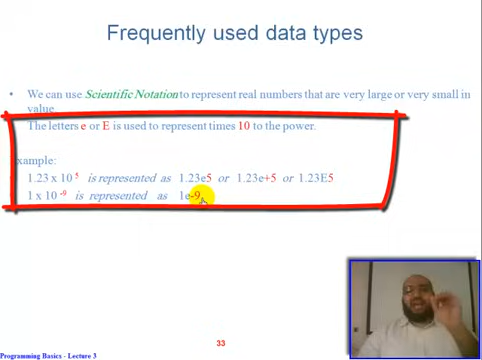 Frequently used data types
• We can use Scientific Notation to represent real numbers that are very large or very small in
value.
The letters e or E is used to represent times 10 to the power.
xample:
1.23 x 10 5 is represented as 1.23e5 or 1.23e+5 or 1.23E5
1 x 10 -9 is represented as 1e-9
33
Programming Basics - Lecture 3